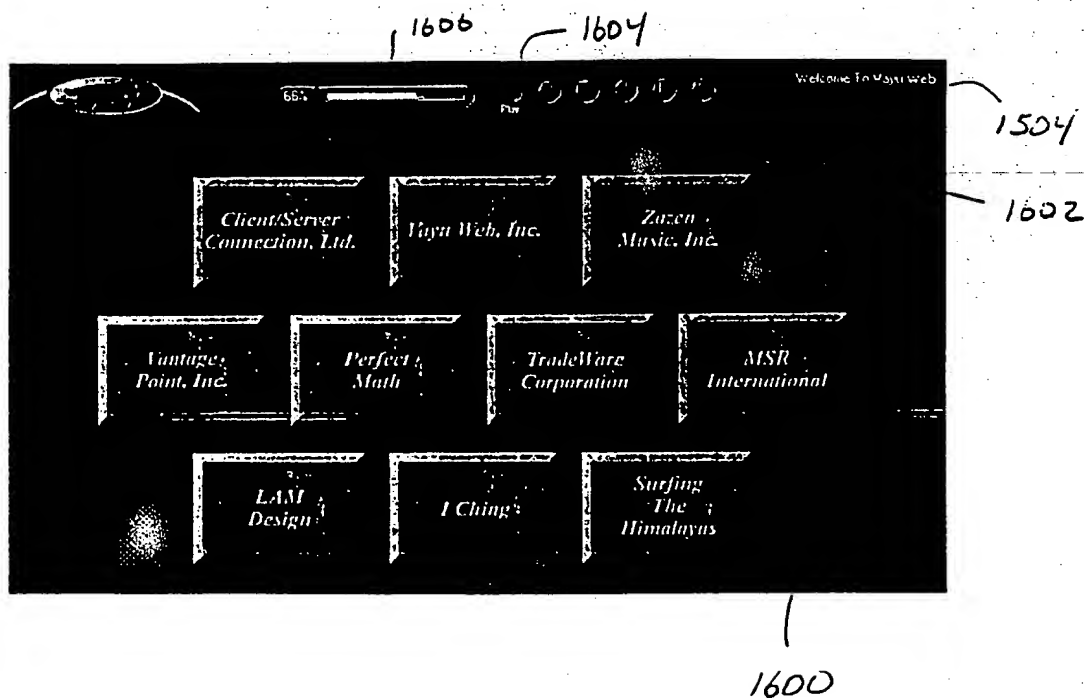 1606
1604
66%
Play
Welcome To Vayu Web
1504
1602
Client/Server
Connection, Ltd.
Vayu Web, Inc.
Zazen
Music, Inc.
Vantage
Point, Inc.
Perfect
Math
TradeWare
Corporation
MSR
International
LAM
Design
I Ching
Surfing
The
Himalayas
1600